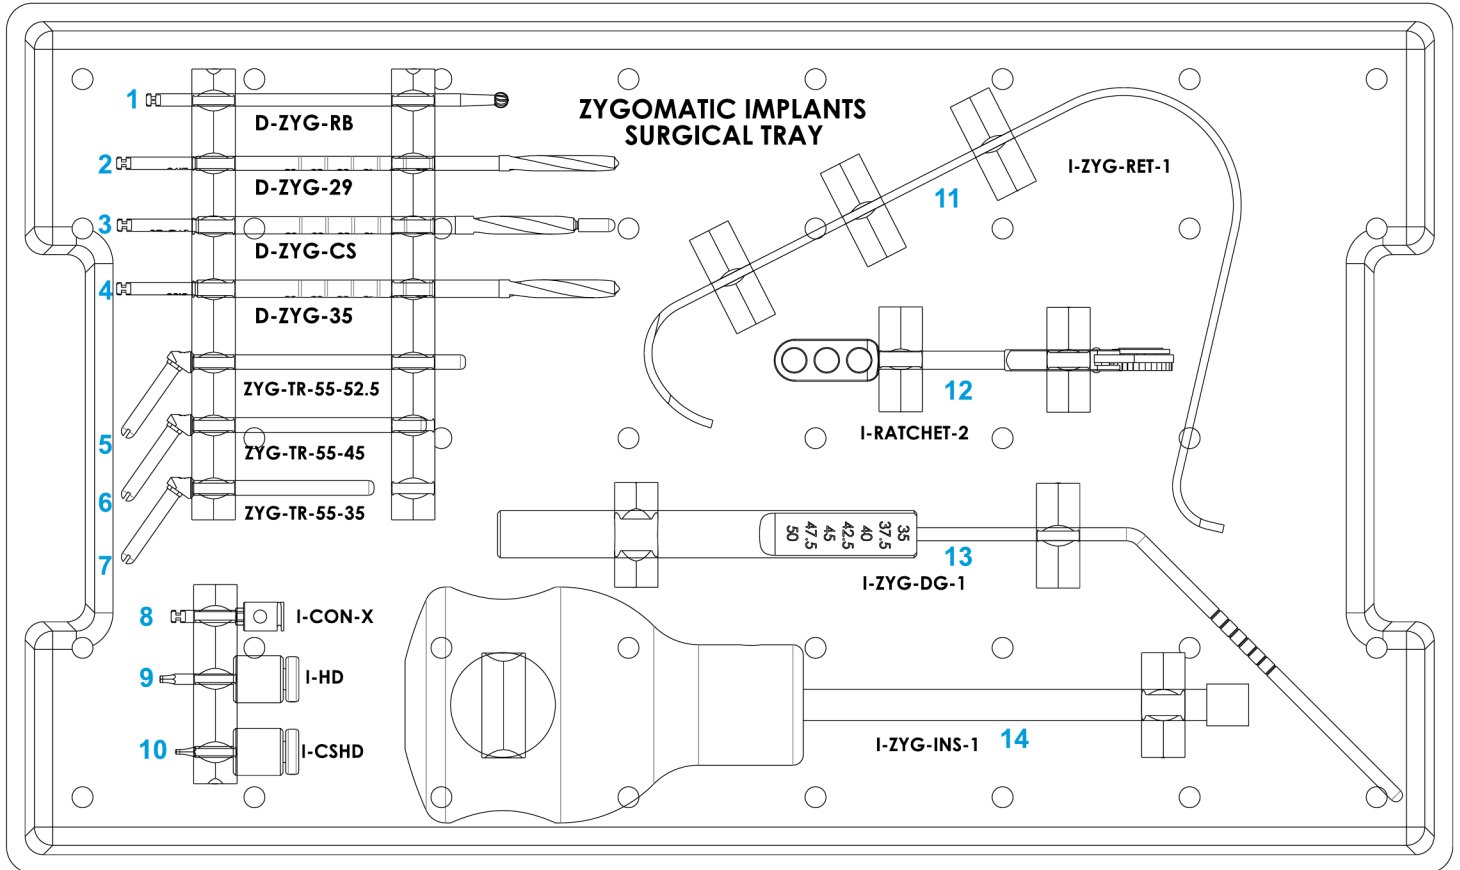 ZYGOMATIC IMPLANTS
SURGICAL TRAY
1
D-ZYG-RB
2
D-ZYG-29
3
D-ZYG-CS
4
D-ZYG-35
5
ZYG-TR-55-52.5
6
ZYG-TR-55-45
7
ZYG-TR-55-35
8
I-CON-X
9
I-HD
10
I-CSHD
11
I-ZYG-RET-1
12
I-RATCHET-2
35
37.5
40
42.5
45
47.5
50
13
I-ZYG-DG-1
14
I-ZYG-INS-1